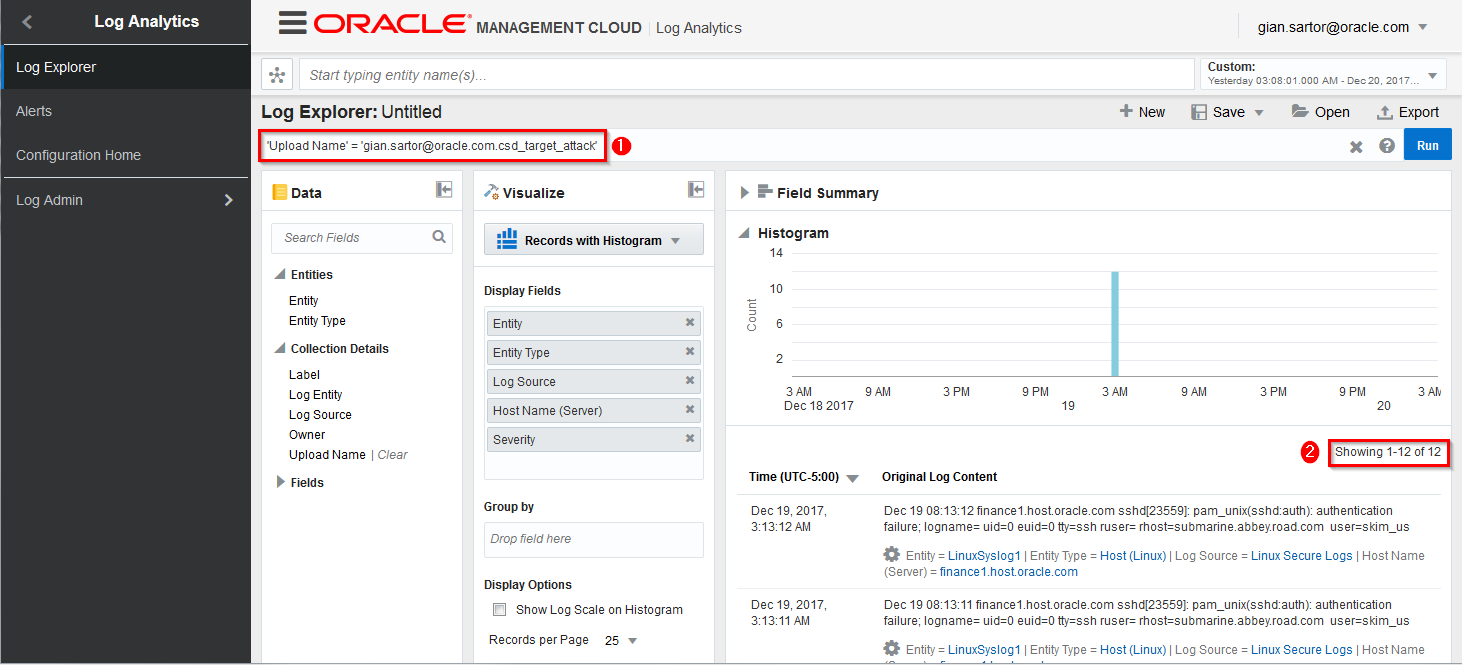 Log Analytics
Log Explorer
Alerts
Configuration Home
Log Admin
ORACLE® MANAGEMENT CLOUD | Log Analytics
gian.sartor@oracle.com
Start typing entity name(s)...
Custom:
Yesterday 03:08:01.000 AM - Dec 20, 2017...
Log Explorer: Untitled
New Save Open Export
'Upload Name' = 'gian.sartor@oracle.com.csd_target_attack'
1
Run
Data
Search Fields
Entities
Entity
Entity Type
Collection Details
Label
Log Entity
Log Source
Owner
Upload Name | Clear
Fields
Visualize
Records with Histogram
Display Fields
Entity
Entity Type
Log Source
Host Name (Server)
Severity
Group by
Drop field here
Display Options
Show Log Scale on Histogram
Records per Page 25
Field Summary
Histogram
14
10
6
2
Count
3 AM 9 AM 3 PM 9 PM 3 AM 9 AM 3 PM 9 PM 3 AM
Dec 18 2017 19 20
2
Showing 1-12 of 12
Time (UTC-5:00) Original Log Content
Dec 19, 2017,
3:13:12 AM
Dec 19 08:13:12 finance1.host.oracle.com sshd[23559]: pam_unix(sshd:auth): authentication
failure; logname= uid=0 euid=0 tty=ssh ruser= rhost=submarine.abbey.road.com user=skim_us
Entity = LinuxSyslog1 | Entity Type = Host (Linux) | Log Source = Linux Secure Logs | Host Name
(Server) = finance1.host.oracle.com
Dec 19, 2017,
3:13:11 AM
Dec 19 08:13:11 finance1.host.oracle.com sshd[23559]: pam_unix(sshd:auth): authentication
failure; logname= uid=0 euid=0 tty=ssh ruser= rhost=submarine.abbey.road.com user=skim_us
Entity = LinuxSyslog1 | Entity Type = Host (Linux) | Log Source = Linux Secure Logs | Host Name